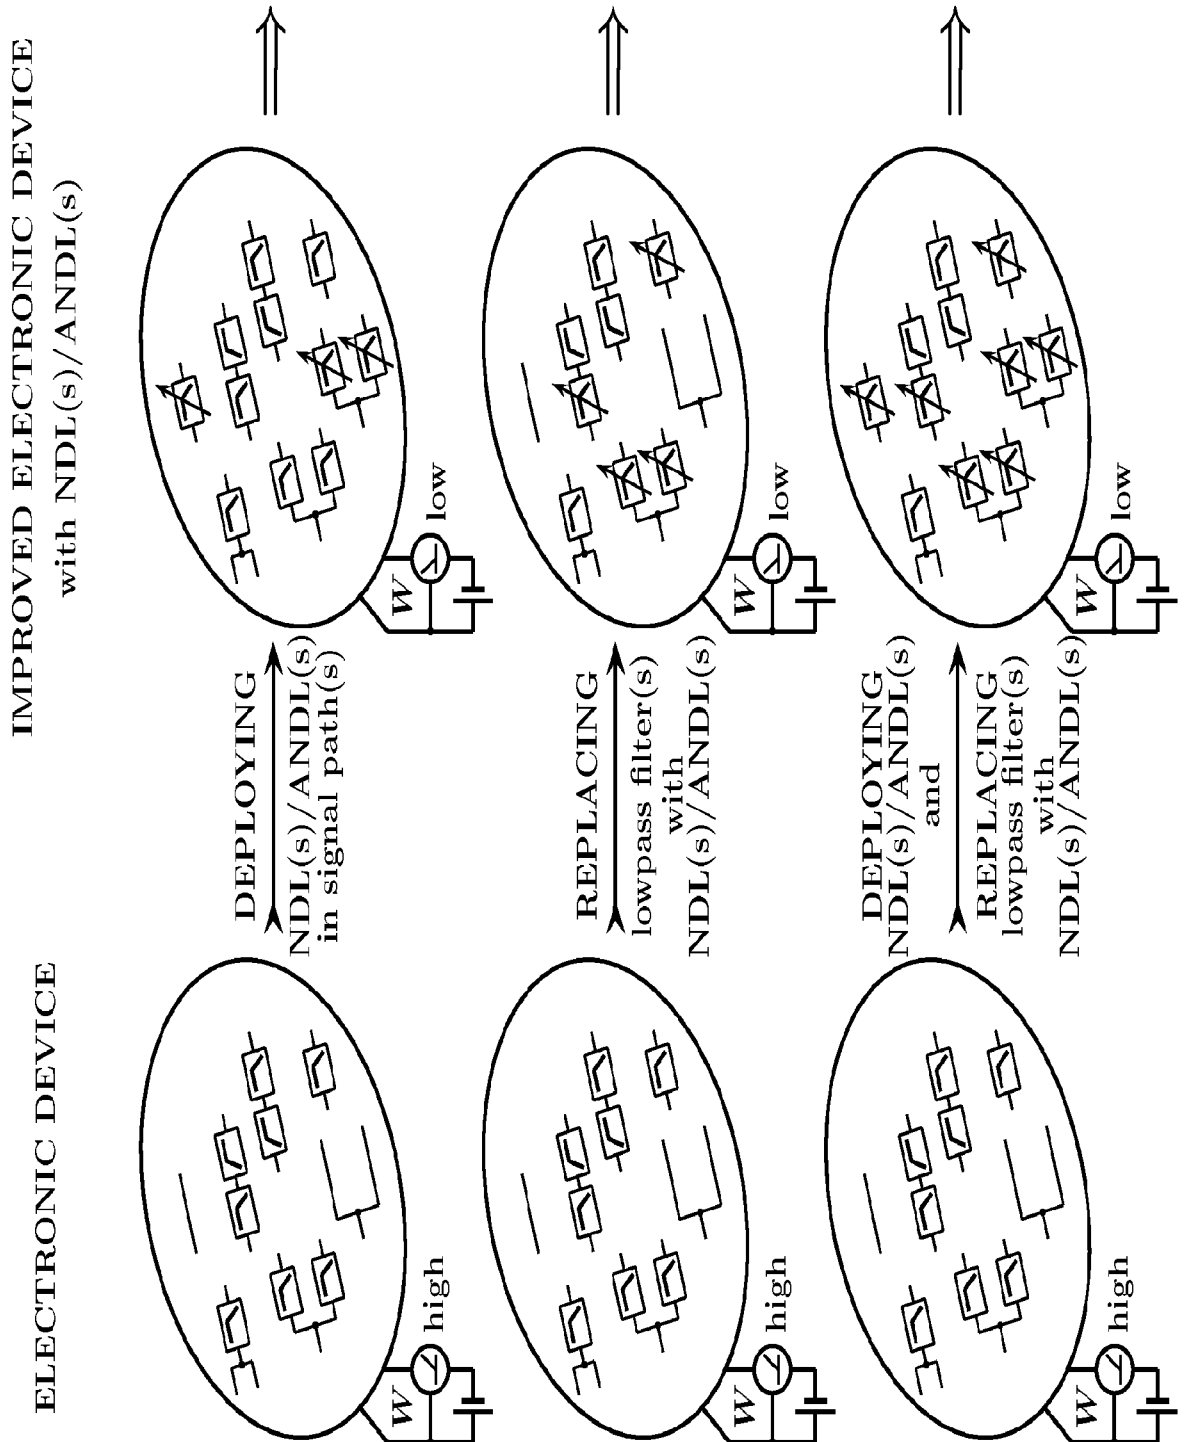 ELECTRONIC DEVICE
IMPROVED ELECTRONIC DEVICE
with NDL(s)/ANDL(s)
W
high
DEPLOYING
NDL(s)/ANDL(s)
in signal path(s)
W
low
W
high
REPLACING
lowpass filter(s)
with
NDL(s)/ANDL(s)
W
low
W
high
DEPLOYING
NDL(s)/ANDL(s)
and
REPLACING
lowpass filter(s)
with
NDL(s)/ANDL(s)
W
low